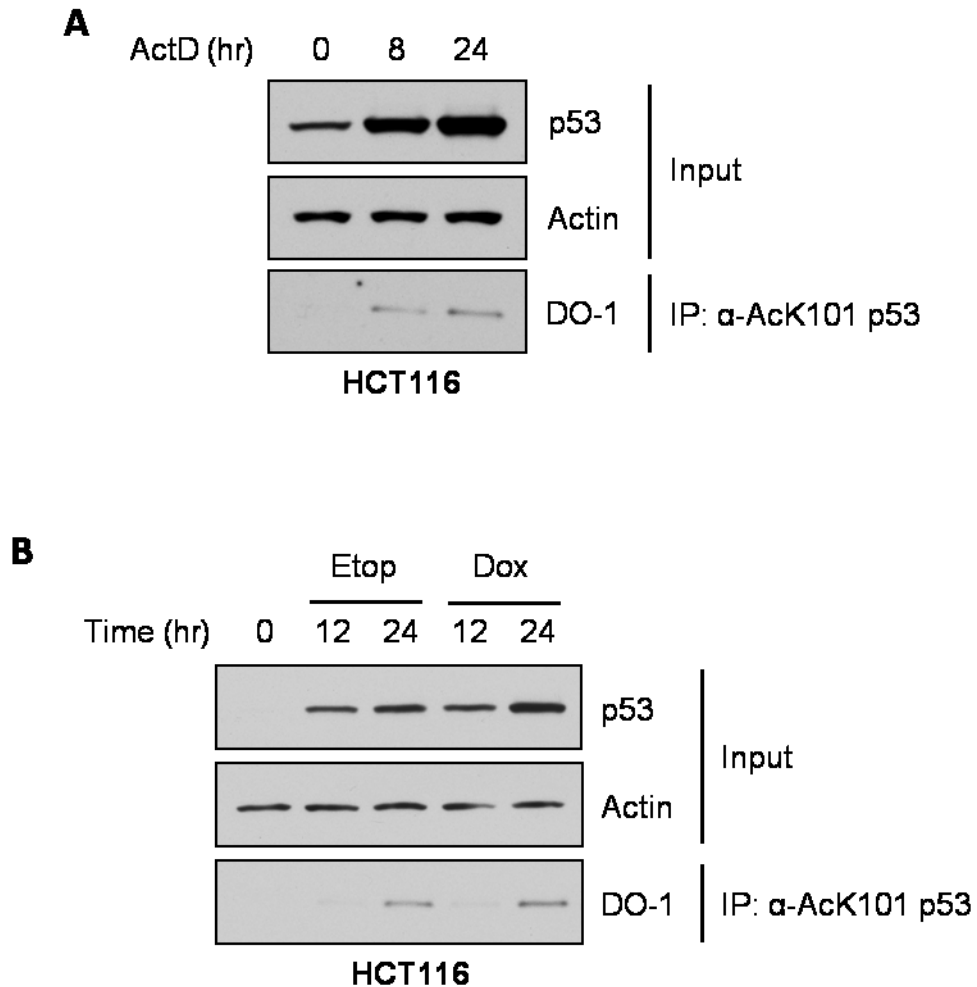 A
ActD (hr) 0 8 24
p53
Input
Actin
DO-1 IP: α-AcK101 p53
HCT116
B
Etop Dox
Time (hr) 0 12 24 12 24
p53
Input
Actin
DO-1 IP: α-AcK101 p53
HCT116